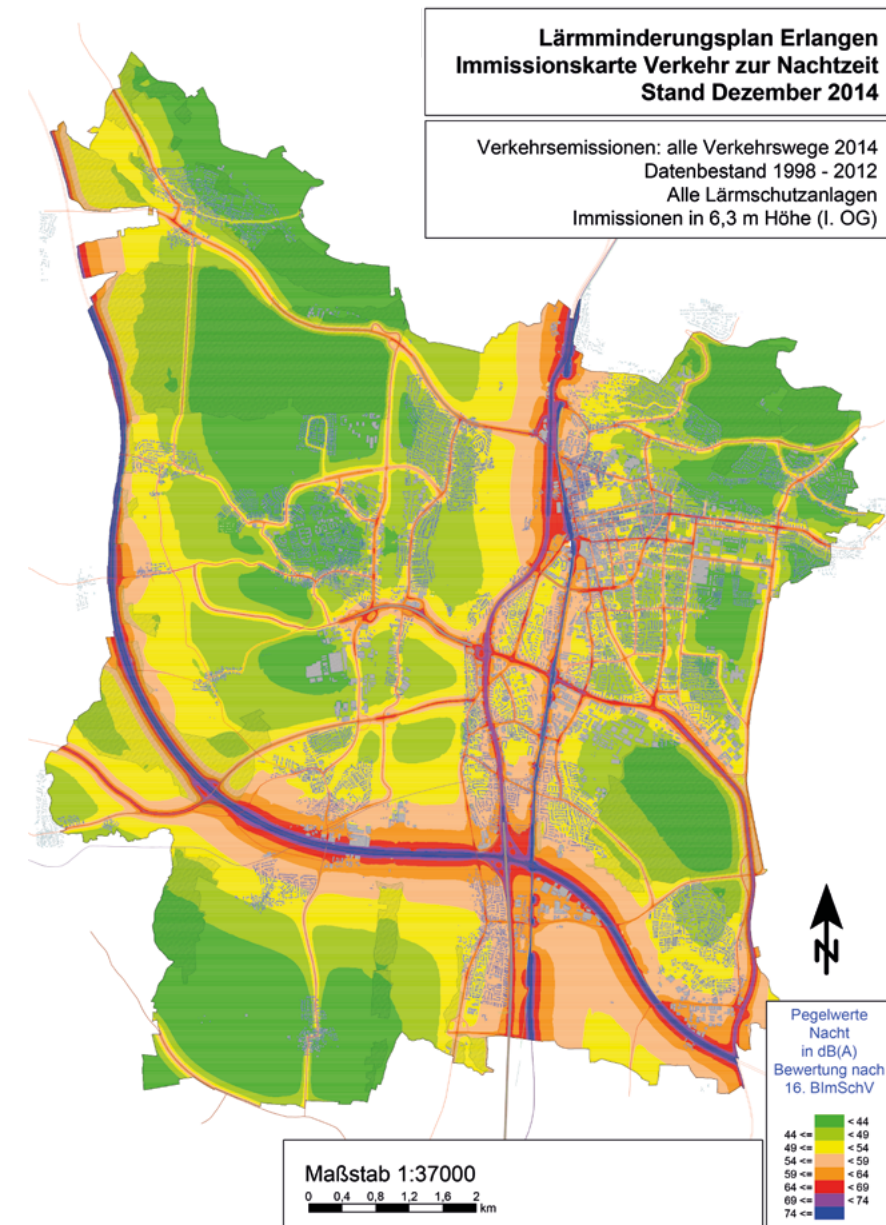 Lärmminderungsplan Erlangen
Immissionskarte Verkehr zur Nachtzeit
Stand Dezember 2014
Verkehrsemissionen: alle Verkehrswege 2014
Datenbestand 1998 - 2012
Alle Lärmschutzanlagen
Immissionen in 6,3 m Höhe (I. OG)
N
Pegelwerte
Nacht
in dB(A)
Bewertung nach
16. BImSchV
< 44
44 <= < 49
49 <= < 54
54 <= < 59
59 <= < 64
64 <= < 69
69 <= < 74
74 <=
Maßstab 1:37000
0 0,4 0,8 1,2 1,6 2
km